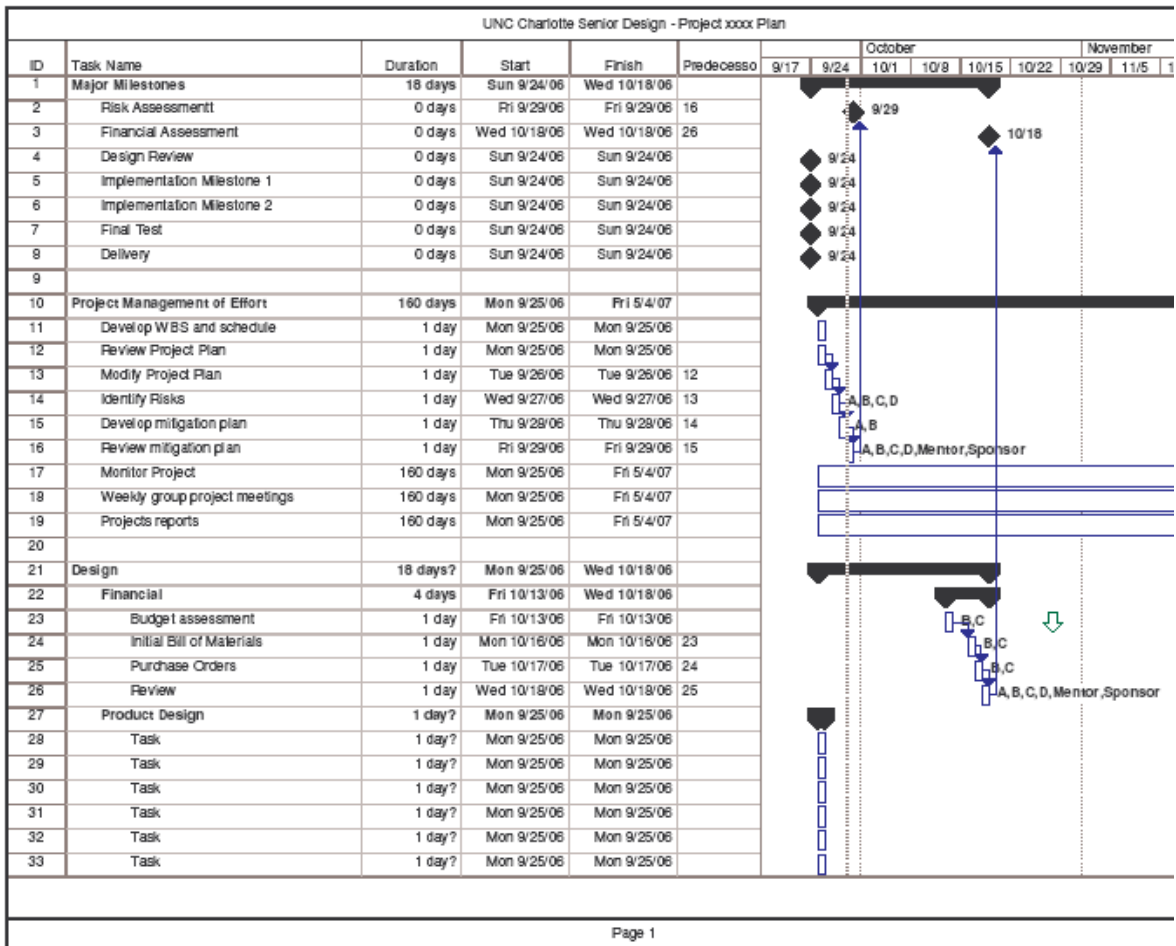 UNC Charlotte Senior Design - Project xxxx Plan
October November
ID Task Name Duration Start Finish Predecesso 9/17 9/24 10/1 10/8 10/15 10/22 10/29 11/5 1
1 Major Milestones 18 days Sun 9/24/06 Wed 10/18/06
2 Risk Assessmentt 0 days Fri 9/29/06 Fri 9/29/06 16 9/29
3 Financial Assessment 0 days Wed 10/18/06 Wed 10/18/06 26 10/18
4 Design Review 0 days Sun 9/24/06 Sun 9/24/06 9/24
5 Implementation Milestone 1 0 days Sun 9/24/06 Sun 9/24/06 9/24
6 Implementation Milestone 2 0 days Sun 9/24/06 Sun 9/24/06 9/24
7 Final Test 0 days Sun 9/24/06 Sun 9/24/06 9/24
8 Delivery 0 days Sun 9/24/06 Sun 9/24/06 9/24
9
10 Project Management of Effort 160 days Mon 9/25/06 Fri 5/4/07
11 Develop WBS and schedule 1 day Mon 9/25/06 Mon 9/25/06
12 Review Project Plan 1 day Mon 9/25/06 Mon 9/25/06
13 Modify Project Plan 1 day Tue 9/26/06 Tue 9/26/06 12
14 Identify Risks 1 day Wed 9/27/06 Wed 9/27/06 13 A,B,C,D
15 Develop mitigation plan 1 day Thu 9/28/06 Thu 9/28/06 14 A,B
16 Review mitigation plan 1 day Fri 9/29/06 Fri 9/29/06 15 A,B,C,D,Mentor,Sponsor
17 Monitor Project 160 days Mon 9/25/06 Fri 5/4/07
18 Weekly group project meetings 160 days Mon 9/25/06 Fri 5/4/07
19 Projects reports 160 days Mon 9/25/06 Fri 5/4/07
20
21 Design 18 days? Mon 9/25/06 Wed 10/18/06
22 Financial 4 days Fri 10/13/06 Wed 10/18/06
23 Budget assessment 1 day Fri 10/13/06 Fri 10/13/06 B,C
24 Initial Bill of Materials 1 day Mon 10/16/06 Mon 10/16/06 23 B,C
25 Purchase Orders 1 day Tue 10/17/06 Tue 10/17/06 24 B,C
26 Review 1 day Wed 10/18/06 Wed 10/18/06 25 A,B,C,D,Mentor,Sponsor
27 Product Design 1 day? Mon 9/25/06 Mon 9/25/06
28 Task 1 day? Mon 9/25/06 Mon 9/25/06
29 Task 1 day? Mon 9/25/06 Mon 9/25/06
30 Task 1 day? Mon 9/25/06 Mon 9/25/06
31 Task 1 day? Mon 9/25/06 Mon 9/25/06
32 Task 1 day? Mon 9/25/06 Mon 9/25/06
33 Task 1 day? Mon 9/25/06 Mon 9/25/06
Page 1